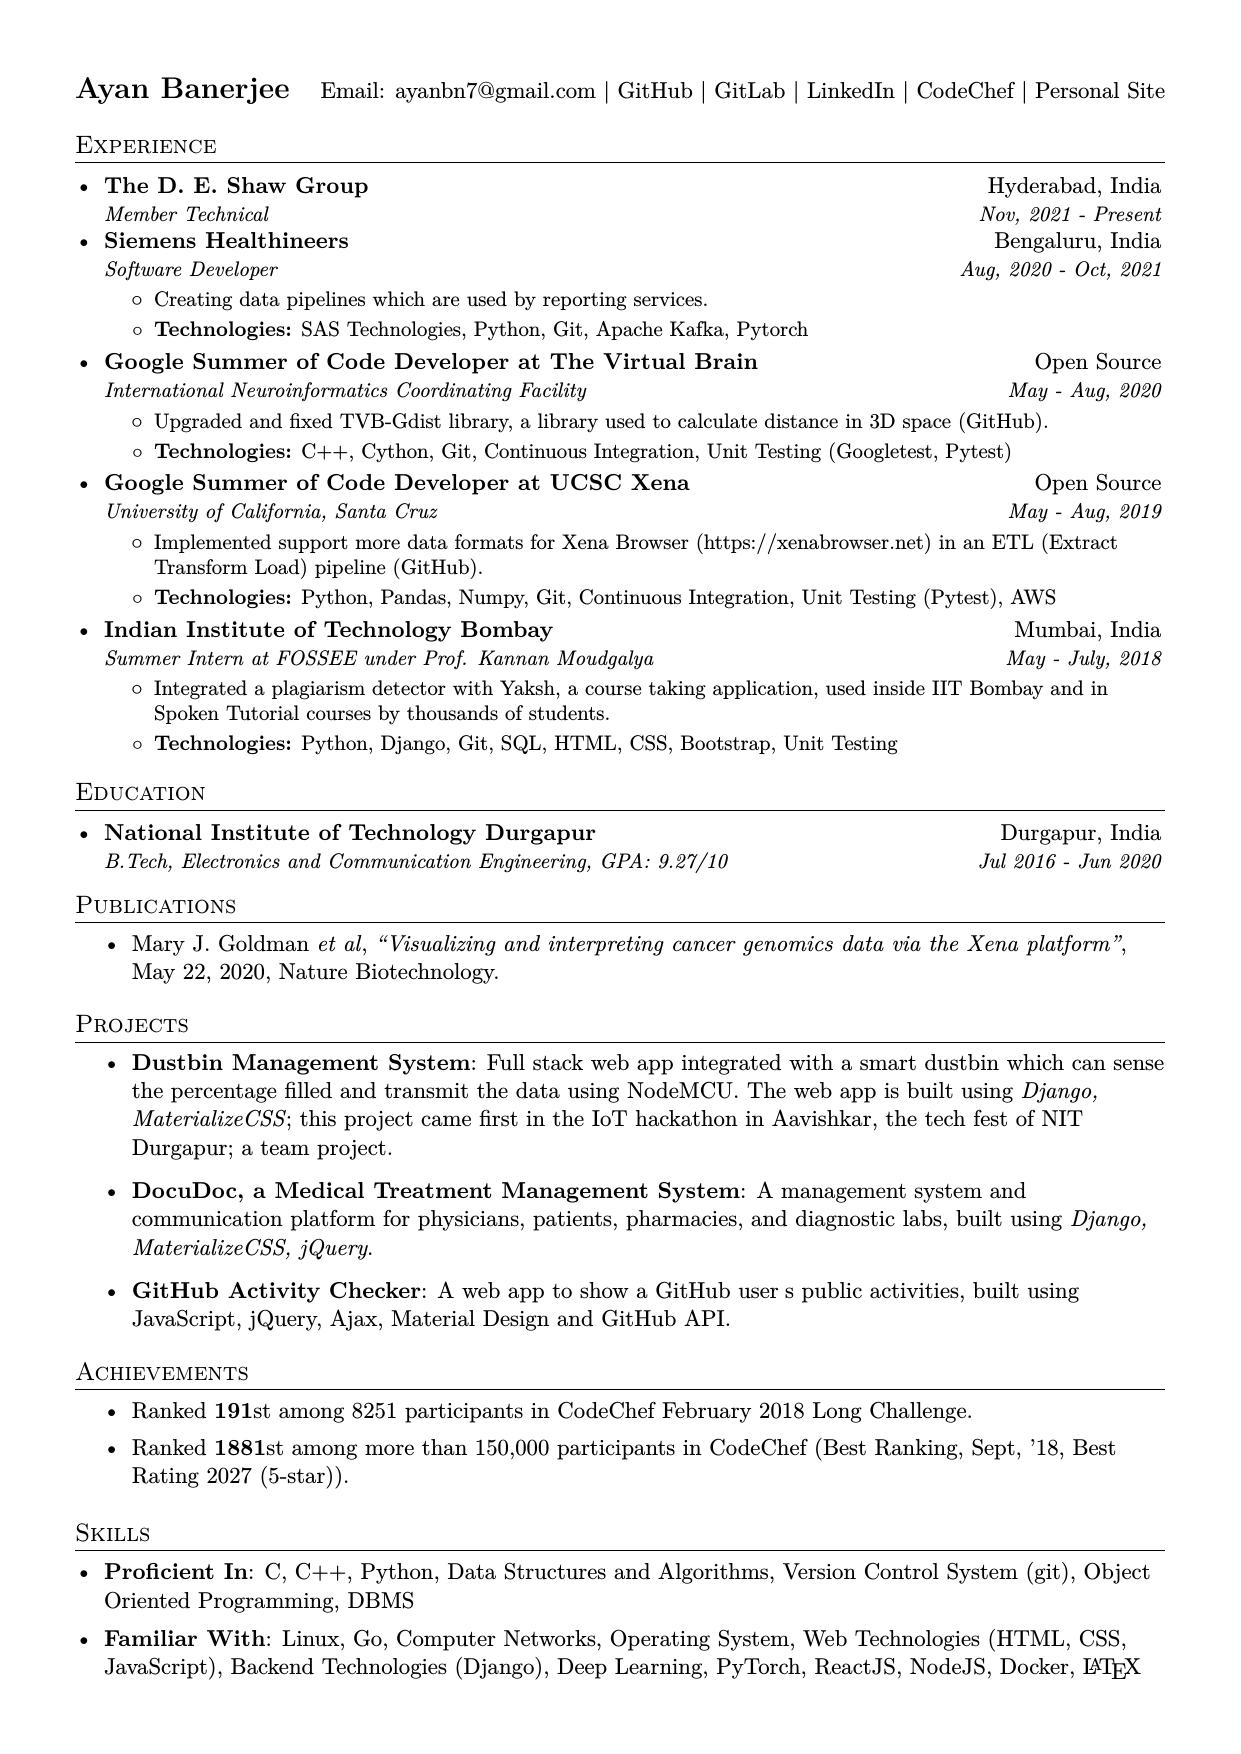 Ayan Banerjee Email: ayanbn7@gmail.com | GitHub | GitLab | LinkedIn | CodeChef | Personal Site
Experience
• The D. E. Shaw Group Hyderabad, India
Member Technical Nov, 2021 - Present
• Siemens Healthineers Bengaluru, India
Software Developer Aug, 2020 - Oct, 2021
◦ Creating data pipelines which are used by reporting services.
◦ Technologies: SAS Technologies, Python, Git, Apache Kafka, Pytorch
• Google Summer of Code Developer at The Virtual Brain Open Source
International Neuroinformatics Coordinating Facility May - Aug, 2020
◦ Upgraded and fixed TVB-Gdist library, a library used to calculate distance in 3D space (GitHub).
◦ Technologies: C++, Cython, Git, Continuous Integration, Unit Testing (Googletest, Pytest)
• Google Summer of Code Developer at UCSC Xena Open Source
University of California, Santa Cruz May - Aug, 2019
◦ Implemented support more data formats for Xena Browser (https://xenabrowser.net) in an ETL (Extract
Transform Load) pipeline (GitHub).
◦ Technologies: Python, Pandas, Numpy, Git, Continuous Integration, Unit Testing (Pytest), AWS
• Indian Institute of Technology Bombay Mumbai, India
Summer Intern at FOSSEE under Prof. Kannan Moudgalya May - July, 2018
◦ Integrated a plagiarism detector with Yaksh, a course taking application, used inside IIT Bombay and in
Spoken Tutorial courses by thousands of students.
◦ Technologies: Python, Django, Git, SQL, HTML, CSS, Bootstrap, Unit Testing
Education
• National Institute of Technology Durgapur Durgapur, India
B.Tech, Electronics and Communication Engineering, GPA: 9.27/10 Jul 2016 - Jun 2020
Publications
• Mary J. Goldman et al, “Visualizing and interpreting cancer genomics data via the Xena platform”,
May 22, 2020, Nature Biotechnology.
Projects
• Dustbin Management System: Full stack web app integrated with a smart dustbin which can sense
the percentage filled and transmit the data using NodeMCU. The web app is built using Django,
MaterializeCSS; this project came first in the IoT hackathon in Aavishkar, the tech fest of NIT
Durgapur; a team project.
• DocuDoc, a Medical Treatment Management System: A management system and
communication platform for physicians, patients, pharmacies, and diagnostic labs, built using Django,
MaterializeCSS, jQuery.
• GitHub Activity Checker: A web app to show a GitHub user s public activities, built using
JavaScript, jQuery, Ajax, Material Design and GitHub API.
Achievements
• Ranked 191st among 8251 participants in CodeChef February 2018 Long Challenge.
• Ranked 1881st among more than 150,000 participants in CodeChef (Best Ranking, Sept, ’18, Best
Rating 2027 (5-star)).
Skills
• Proficient In: C, C++, Python, Data Structures and Algorithms, Version Control System (git), Object
Oriented Programming, DBMS
• Familiar With: Linux, Go, Computer Networks, Operating System, Web Technologies (HTML, CSS,
JavaScript), Backend Technologies (Django), Deep Learning, PyTorch, ReactJS, NodeJS, Docker, LATEX